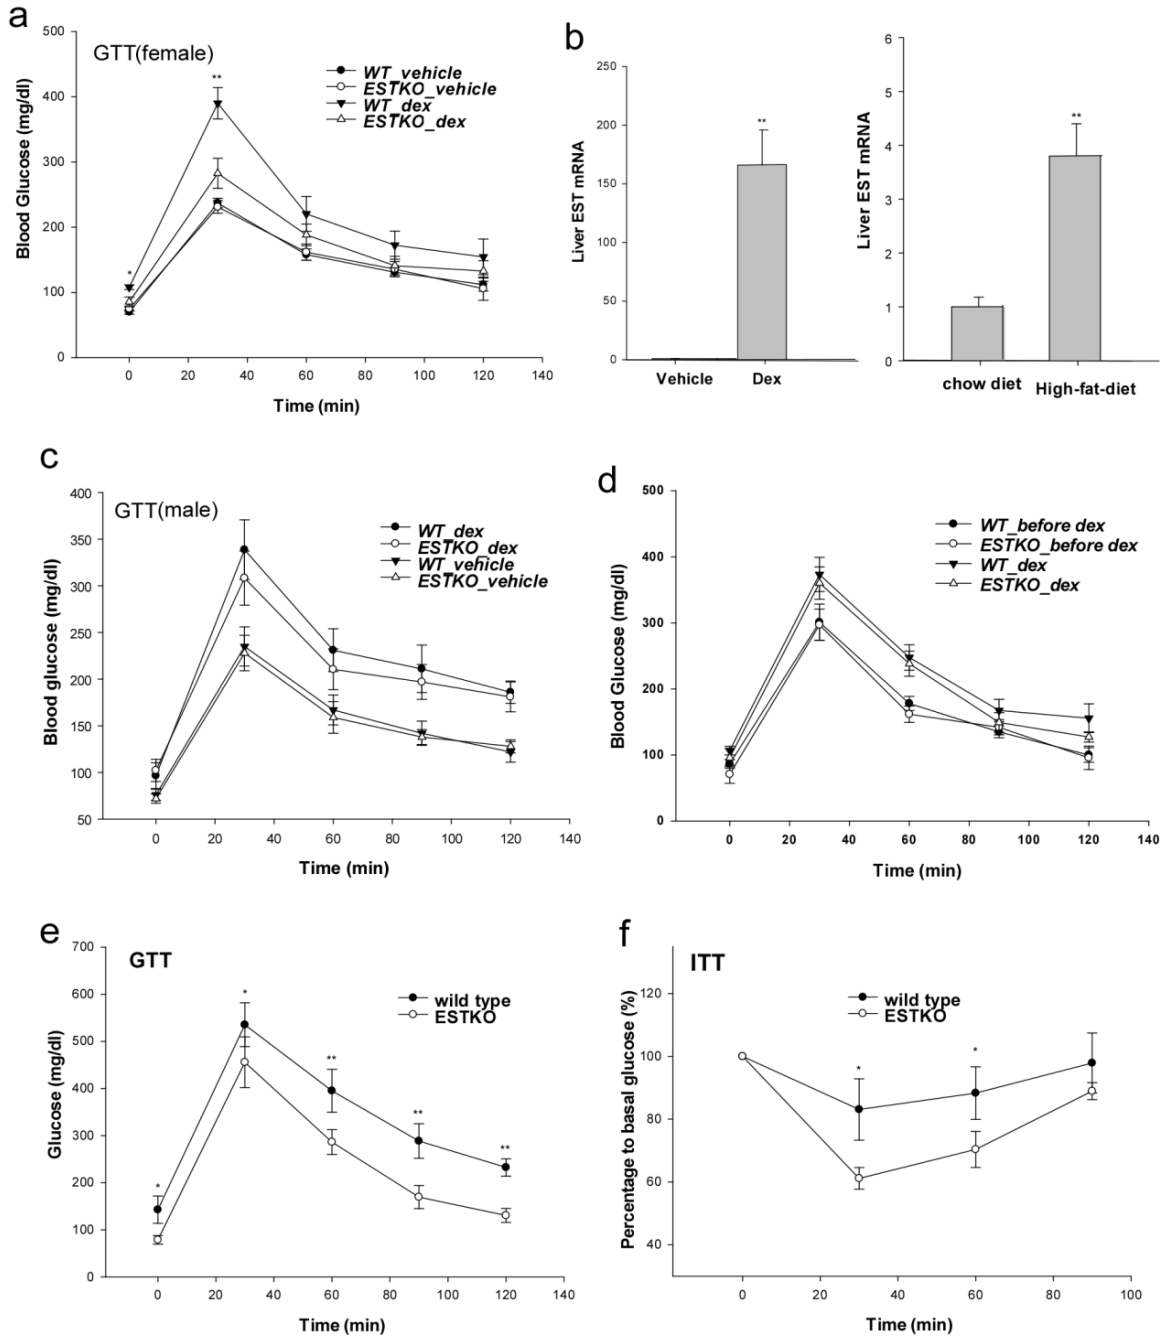 a
GTT(female)
500
400
300
200
100
0
Blood Glucose (mg/dl)
**
*
WT_vehicle
ESTKO_vehicle
WT_dex
ESTKO_dex
0 20 40 60 80 100 120 140
Time (min)
b
250
200
150
100
50
0
Liver EST mRNA
**
Vehicle Dex
6
5
4
3
2
1
0
Liver EST mRNA
**
chow diet High-fat-diet
c
GTT(male)
400
350
300
250
200
150
100
50
Blood glucose (mg/dl)
WT_dex
ESTKO_dex
WT_vehicle
ESTKO_vehicle
0 20 40 60 80 100 120 140
Time (min)
d
500
400
300
200
100
0
Blood Glucose (mg/dl)
WT_before dex
ESTKO_before dex
WT_dex
ESTKO_dex
0 20 40 60 80 100 120 140
Time (min)
e
GTT
700
600
500
400
300
200
100
0
Glucose (mg/dl)
wild type
ESTKO
*
*
**
**
**
0 20 40 60 80 100 120 140
Time (min)
f
ITT
120
100
80
60
40
Percentage to basal glucose (%)
wild type
ESTKO
*
*
0 20 40 60 80 100
Time (min)